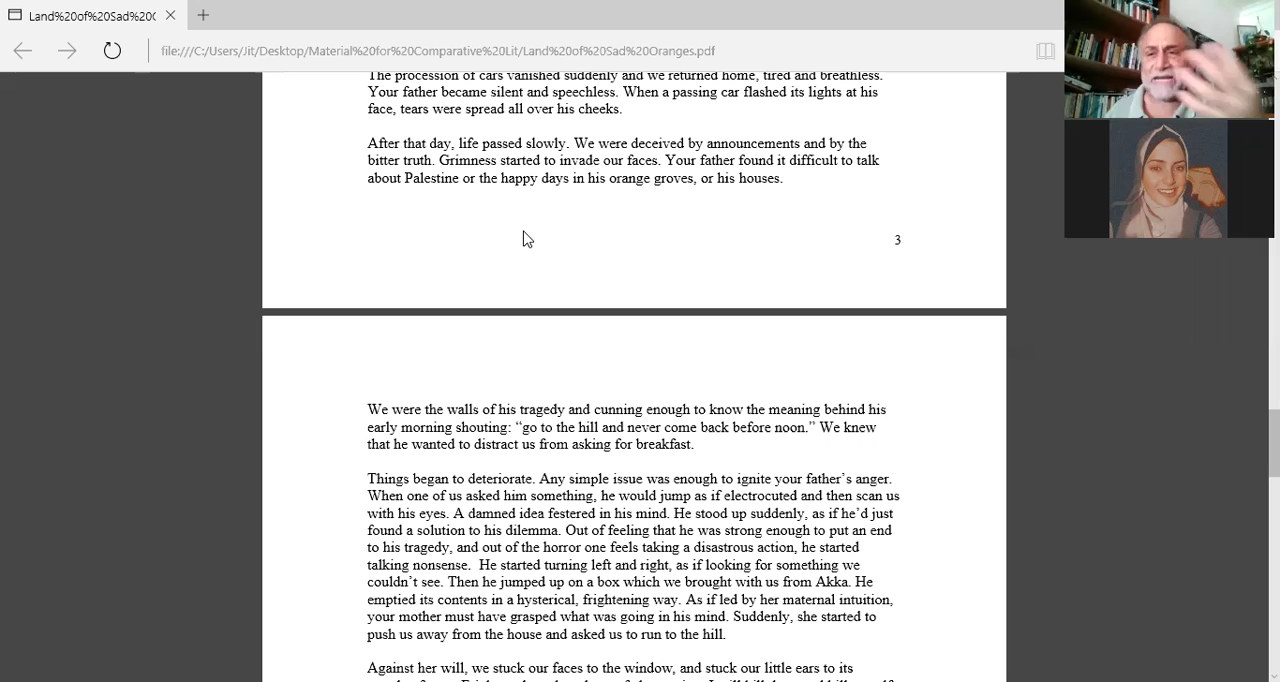 Land%20of%20Sad%20(
file:///C:/Users/Jit/Desktop/Material%20for%20Comparative%20Lit/Land%20of%20Sad%20Oranges.pdf
The procession of cars vanished suddenly and we returned home, tired and breathless.
Your father became silent and speechless. When a passing car flashed its lights at his
face, tears were spread all over his cheeks.
After that day, life passed slowly. We were deceived by announcements and by the
bitter truth. Grimness started to invade our faces. Your father found it difficult to talk
about Palestine or the happy days in his orange groves, or his houses.
3
We were the walls of his tragedy and cunning enough to know the meaning behind his
early morning shouting: “go to the hill and never come back before noon.” We knew
that he wanted to distract us from asking for breakfast.
Things began to deteriorate. Any simple issue was enough to ignite your father’s anger.
When one of us asked him something, he would jump as if electrocuted and then scan us
with his eyes. A damned idea festered in his mind. He stood up suddenly, as if he’d just
found a solution to his dilemma. Out of feeling that he was strong enough to put an end
to his tragedy, and out of the horror one feels taking a disastrous action, he started
talking nonsense.  He started turning left and right, as if looking for something we
couldn’t see. Then he jumped up on a box which we brought with us from Akka. He
emptied its contents in a hysterical, frightening way. As if led by her maternal intuition,
your mother must have grasped what was going in his mind. Suddenly, she started to
push us away from the house and asked us to run to the hill.
Against her will, we stuck our faces to the window, and stuck our little ears to its